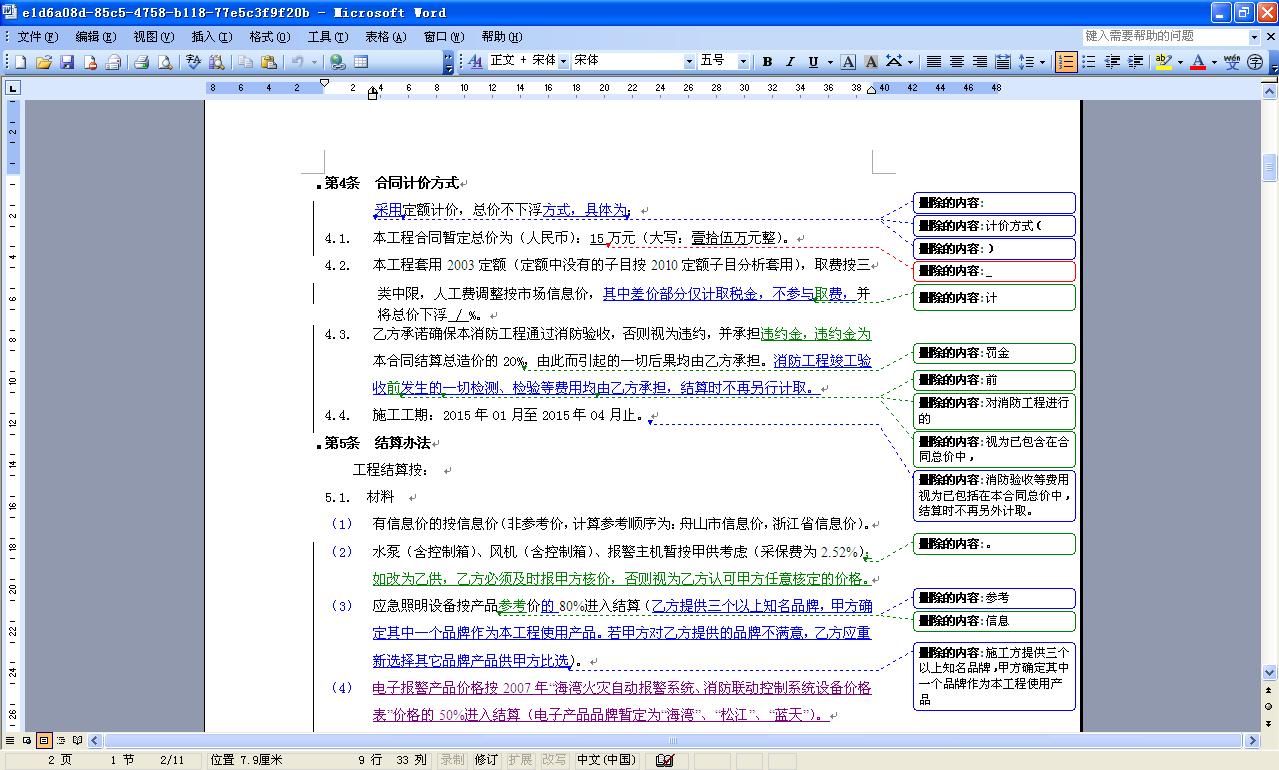 e1d6a08d-85c5-4758-b118-77e5c3f9f20b - Microsoft Word
文件(F) 编辑(E) 视图(V) 插入(I) 格式(O) 工具(T) 表格(A) 窗口(W) 帮助(H) 键入需要帮助的问题
正文 + 宋体 宋体 五号 B I U A A
8 6 4 2 2 4 6 8 10 12 14 16 18 20 22 24 26 28 30 32 34 36 38 40 42 44 46 48
第4条 合同计价方式
采用定额计价，总价不下浮方式，具体为：
4.1. 本工程合同暂定总价为（人民币）：15万元（大写：壹拾伍万元整）。
4.2. 本工程套用 2003 定额（定额中没有的子目按 2010 定额子目分析套用），取费按三
类中限，人工费调整按市场信息价，其中差价部分仅计取税金，不参与取费，并
将总价下浮 / %。
4.3. 乙方承诺确保本消防工程通过消防验收，否则视为违约，并承担违约金，违约金为
本合同结算总造价的 20%，由此而引起的一切后果均由乙方承担。消防工程竣工验
收前发生的一切检测、检验等费用均由乙方承担，结算时不再另行计取。
4.4. 施工工期：2015 年 01 月至 2015 年 04 月止。
第5条 结算办法
工程结算按：
5.1. 材料
（1） 有信息价的按信息价（非参考价，计算参考顺序为：舟山市信息价，浙江省信息价）。
（2） 水泵（含控制箱）、风机（含控制箱）、报警主机暂按甲供考虑（采保费为 2.52%），
如改为乙供，乙方必须及时报甲方核价，否则视为乙方认可甲方任意核定的价格。
（3） 应急照明设备按产品参考价的 80%进入结算（乙方提供三个以上知名品牌，甲方确
定其中一个品牌作为本工程使用产品。若甲方对乙方提供的品牌不满意，乙方应重
新选择其它品牌产品供甲方比选）。
（4） 电子报警产品价格按 2007 年“海湾火灾自动报警系统、消防联动控制系统设备价格
表”价格的 50%进入结算（电子产品品牌暂定为“海湾”、“松江”、“蓝天”）。
删除的内容：
删除的内容：计价方式（
删除的内容：）
删除的内容：_
删除的内容：计
删除的内容：罚金
删除的内容：前
删除的内容：对消防工程进行
的
删除的内容：视为已包含在合
同总价中，
删除的内容：消防验收等费用
视为已包括在本合同总价中，
结算时不再另外计取。
删除的内容：。
删除的内容：参考
删除的内容：信息
删除的内容：施工方提供三个
以上知名品牌，甲方确定其中
一个品牌作为本工程使用产
品
2 页 1 节 2/11 位置 7.9厘米 9 行 33 列 录制 修订 扩展 改写 中文(中国)